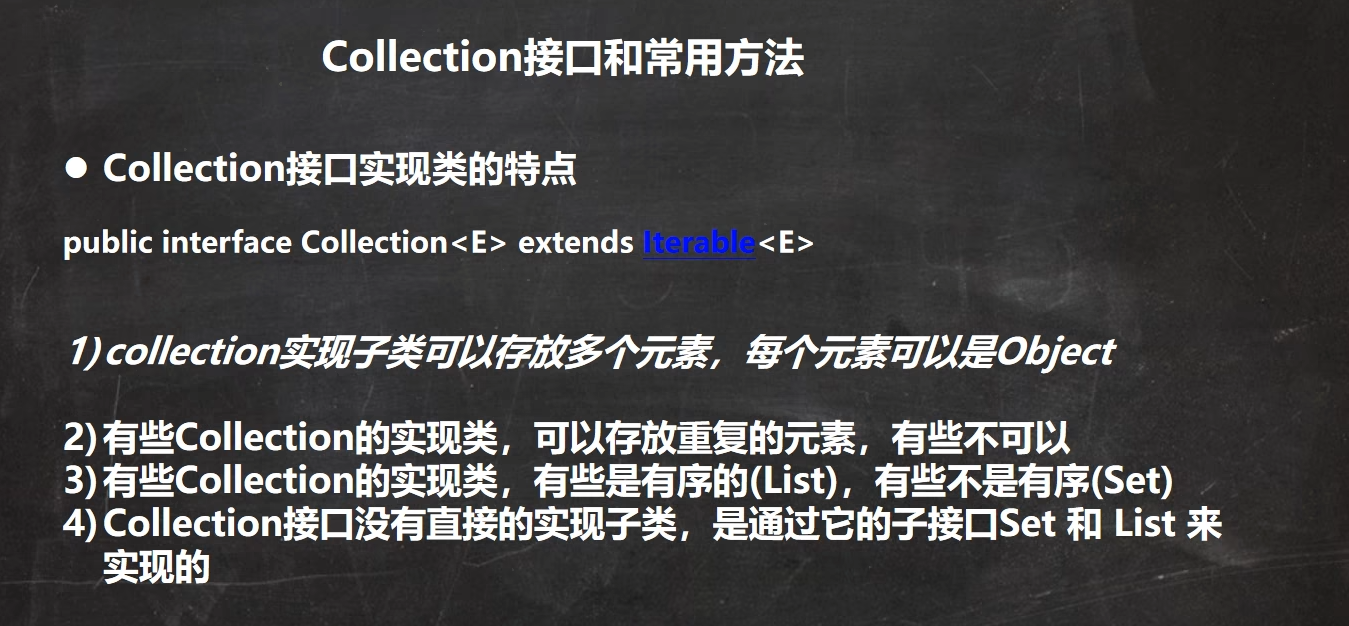 Collection接口和常用方法
● Collection接口实现类的特点
public interface Collection<E> extends Iterable<E>
1)collection实现子类可以存放多个元素，每个元素可以是Object
2)有些Collection的实现类，可以存放重复的元素，有些不可以
3)有些Collection的实现类，有些是有序的(List)，有些不是有序(Set)
4)Collection接口没有直接的实现子类，是通过它的子接口Set 和 List 来
实现的